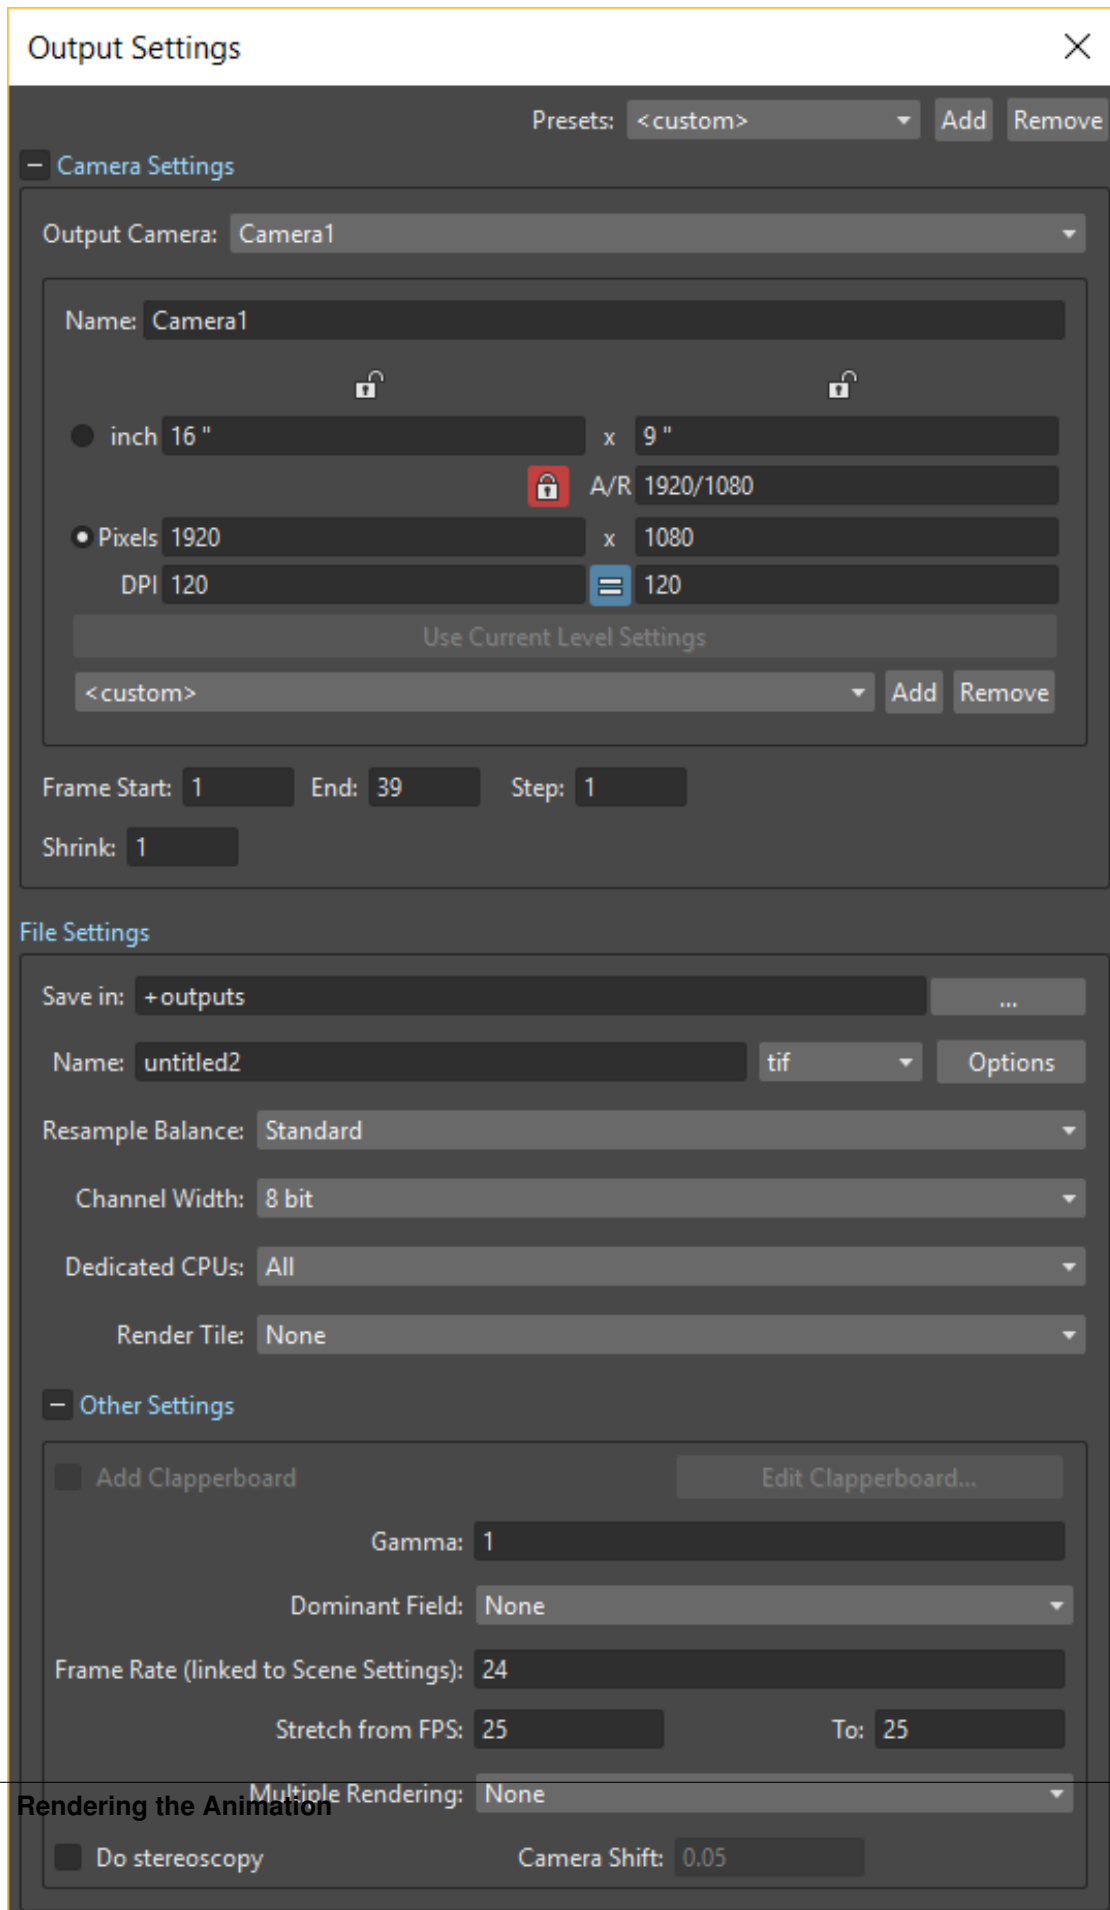 Output Settings
Presets: <custom> Add Remove
Camera Settings
Output Camera: Camera1
Name: Camera1
inch 16 " x 9 "
A/R 1920/1080
Pixels 1920 x 1080
DPI 120 120
Use Current Level Settings
<custom> Add Remove
Frame Start: 1 End: 39 Step: 1
Shrink: 1
File Settings
Save in: +outputs ...
Name: untitled2 tif Options
Resample Balance: Standard
Channel Width: 8 bit
Dedicated CPUs: All
Render Tile: None
Other Settings
Add Clapperboard Edit Clapperboard...
Gamma: 1
Dominant Field: None
Frame Rate (linked to Scene Settings): 24
Stretch from FPS: 25 To: 25
Multiple Rendering: None
Rendering the Animation
Do stereoscopy Camera Shift: 0.05